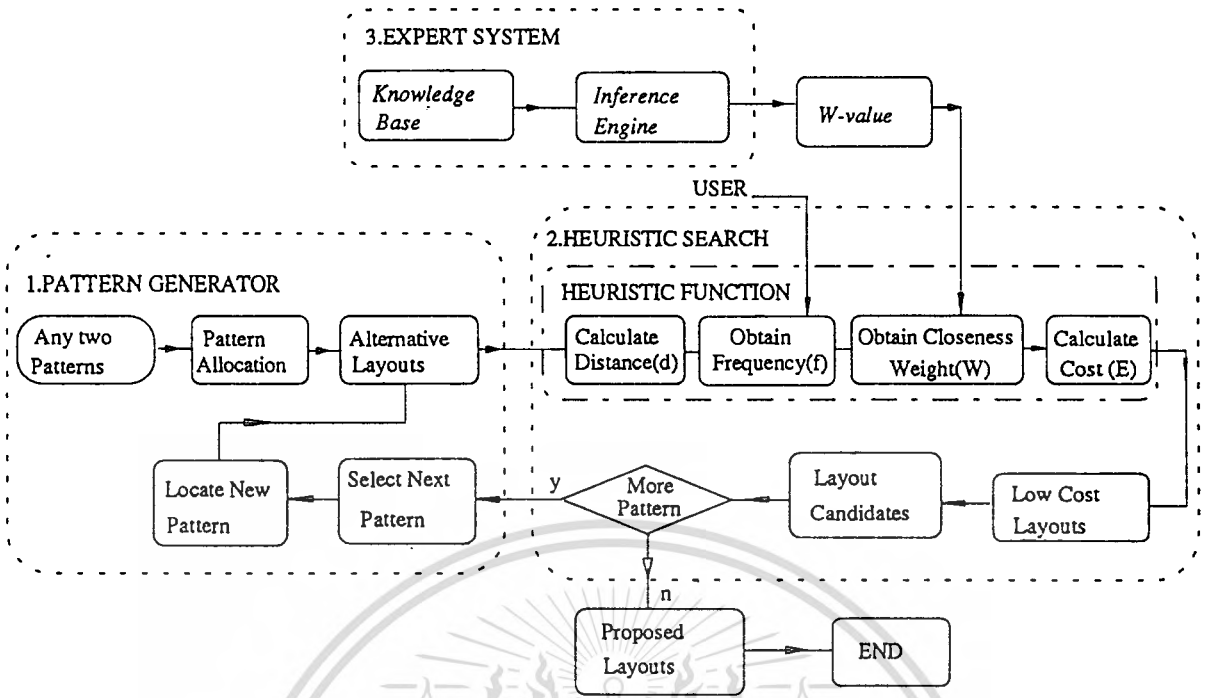 3.EXPERT SYSTEM
Knowledge
Base
Inference
Engine
W-value
USER
2.HEURISTIC SEARCH
1.PATTERN GENERATOR
HEURISTIC FUNCTION
Any two
Patterns
Pattern
Allocation
Alternative
Layouts
Calculate
Distance(d)
Obtain
Frequency(f)
Obtain Closeness
Weight(W)
Calculate
Cost (E)
Locate New
Pattern
Select Next
Pattern
y
More
Pattern
Layout
Candidates
Low Cost
Layouts
n
Proposed
Layouts
END